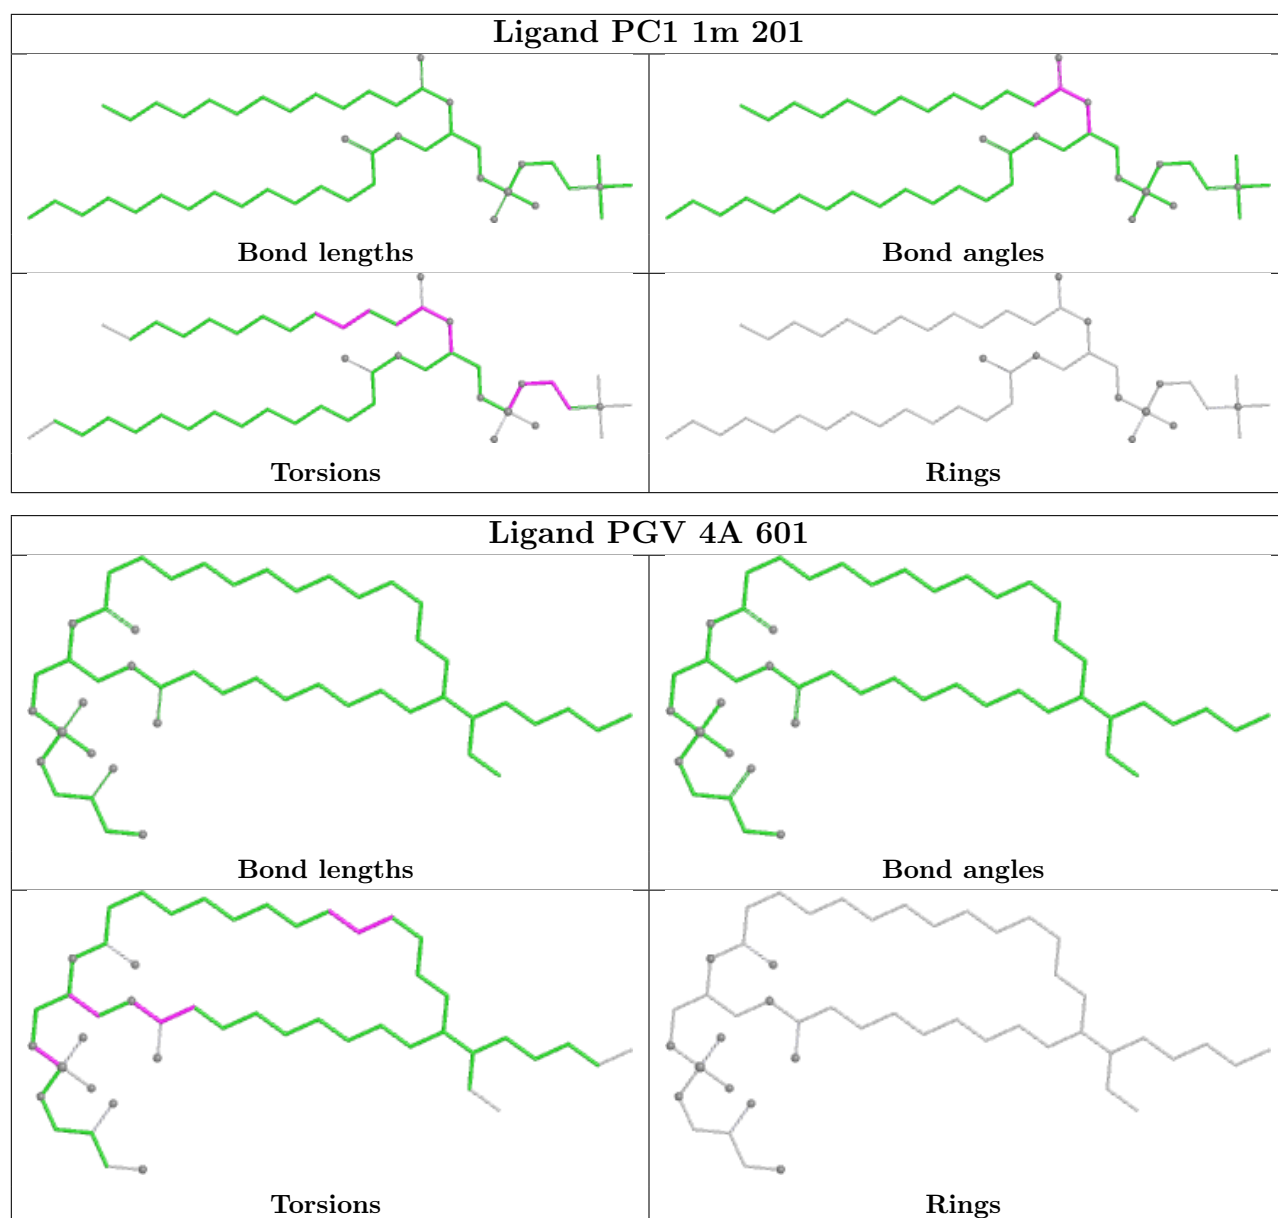 Ligand PC1 1m 201
Bond lengths
Bond angles
Torsions
Rings
Ligand PGV 4A 601
Bond lengths
Bond angles
Torsions
Rings